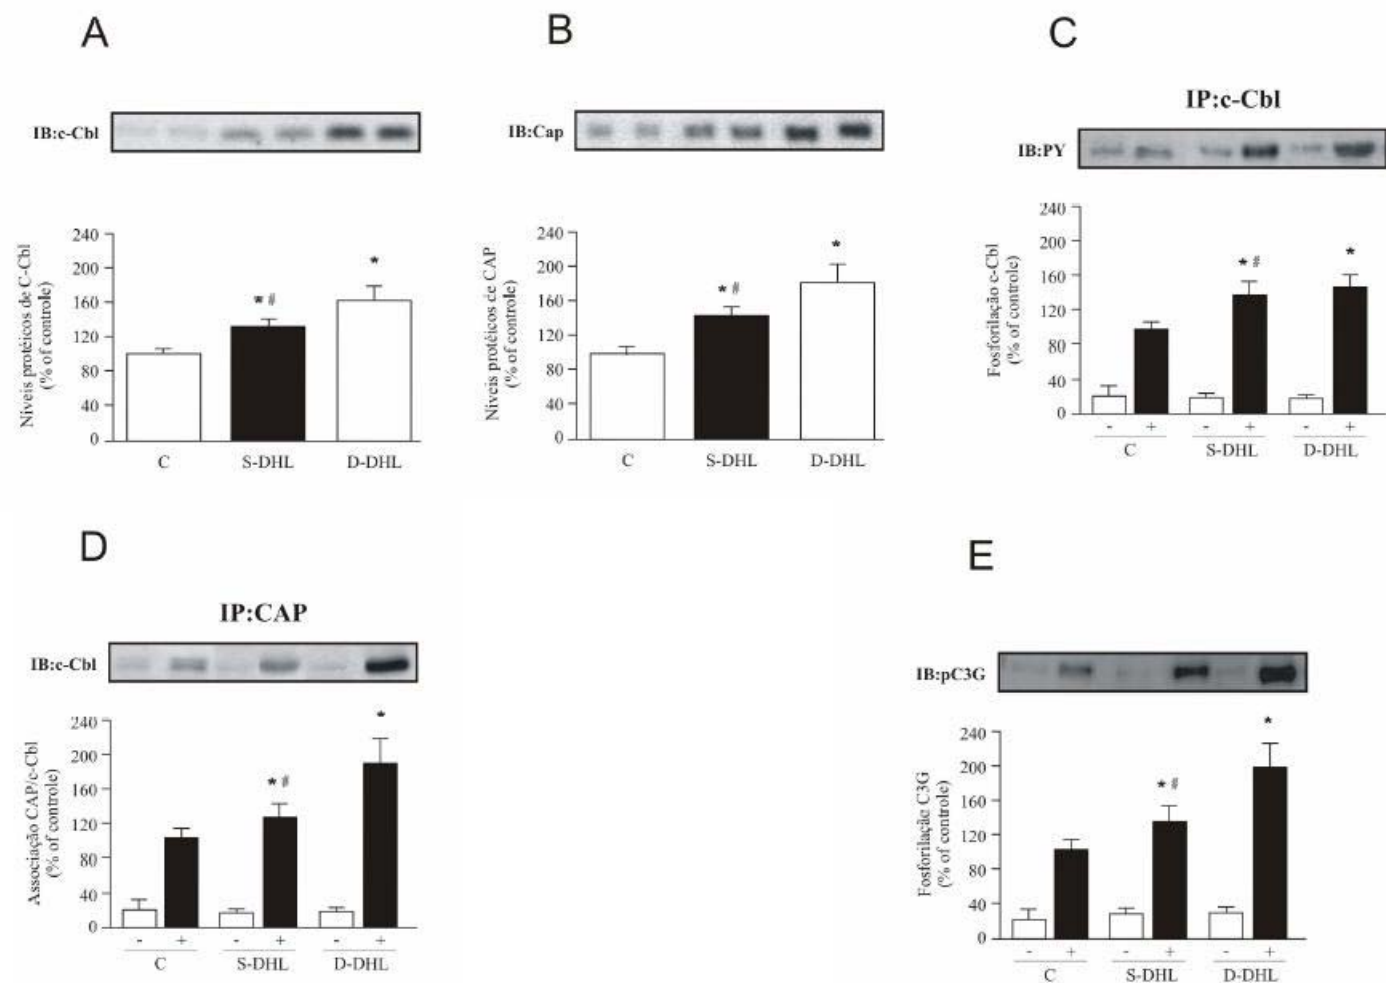 A
IB:c-Cbl
Níveis protéicos de C-Cbl
(% of controle)
240
200
160
120
80
40
0
* #
*
C
S-DHL
D-DHL
B
IB:Cap
Níveis protéicos de CAP
(% of controle)
240
200
160
120
80
40
0
* #
*
C
S-DHL
D-DHL
C
IP:c-Cbl
IB:PY
Fosforilação c-Cbl
(% of controle)
240
200
160
120
80
40
0
* #
*
- + - + - +
C
S-DHL
D-DHL
D
IP:CAP
IB:c-Cbl
Associação CAP/c-Cbl
(% of controle)
240
200
160
120
80
40
0
* #
*
- + - + - +
C
S-DHL
D-DHL
E
IB:pC3G
Fosforilação C3G
(% of controle)
240
200
160
120
80
40
0
* #
*
- + - + - +
C
S-DHL
D-DHL